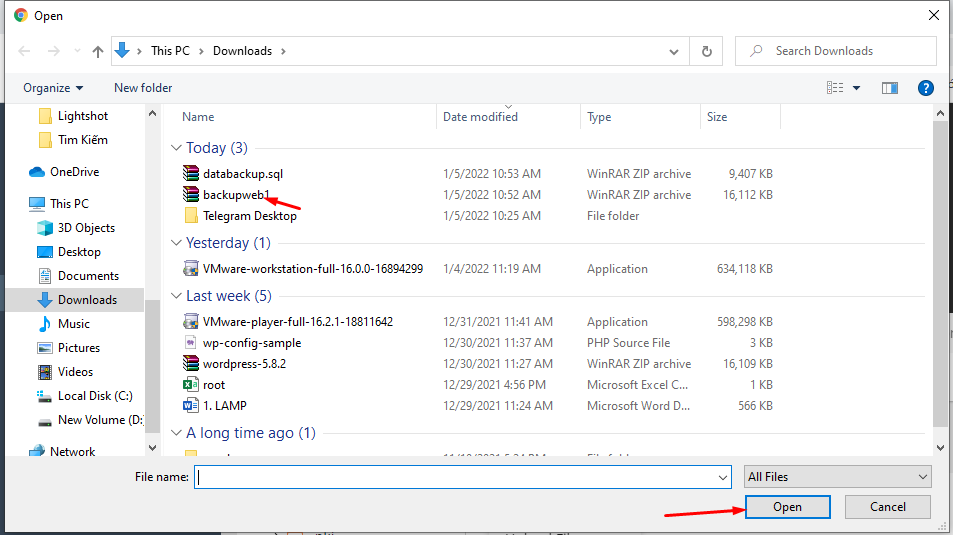 Open
This PC > Downloads >
Search Downloads
Organize
New folder
?
Lightshot
Tim Kiếm
OneDrive
This PC
3D Objects
Desktop
Documents
Downloads
Music
Pictures
Videos
Local Disk (C:)
New Volume (D:
Network
Name Date modified Type Size
Today (3)
databackup.sql 1/5/2022 10:53 AM WinRAR ZIP archive 9,407 KB
backupweb1 1/5/2022 10:52 AM WinRAR ZIP archive 16,112 KB
Telegram Desktop 1/5/2022 10:25 AM File folder
Yesterday (1)
VMware-workstation-full-16.0.0-16894299 1/4/2022 11:19 AM Application 634,118 KB
Last week (5)
VMware-player-full-16.2.1-18811642 12/31/2021 11:41 AM Application 598,298 KB
wp-config-sample 12/30/2021 11:37 AM PHP Source File 3 KB
wordpress-5.8.2 12/30/2021 11:27 AM WinRAR ZIP archive 16,109 KB
root 12/29/2021 4:56 PM Microsoft Excel C... 1 KB
1. LAMP 12/29/2021 11:24 AM Microsoft Word D... 566 KB
A long time ago (1)
File name:
All Files
Open
Cancel